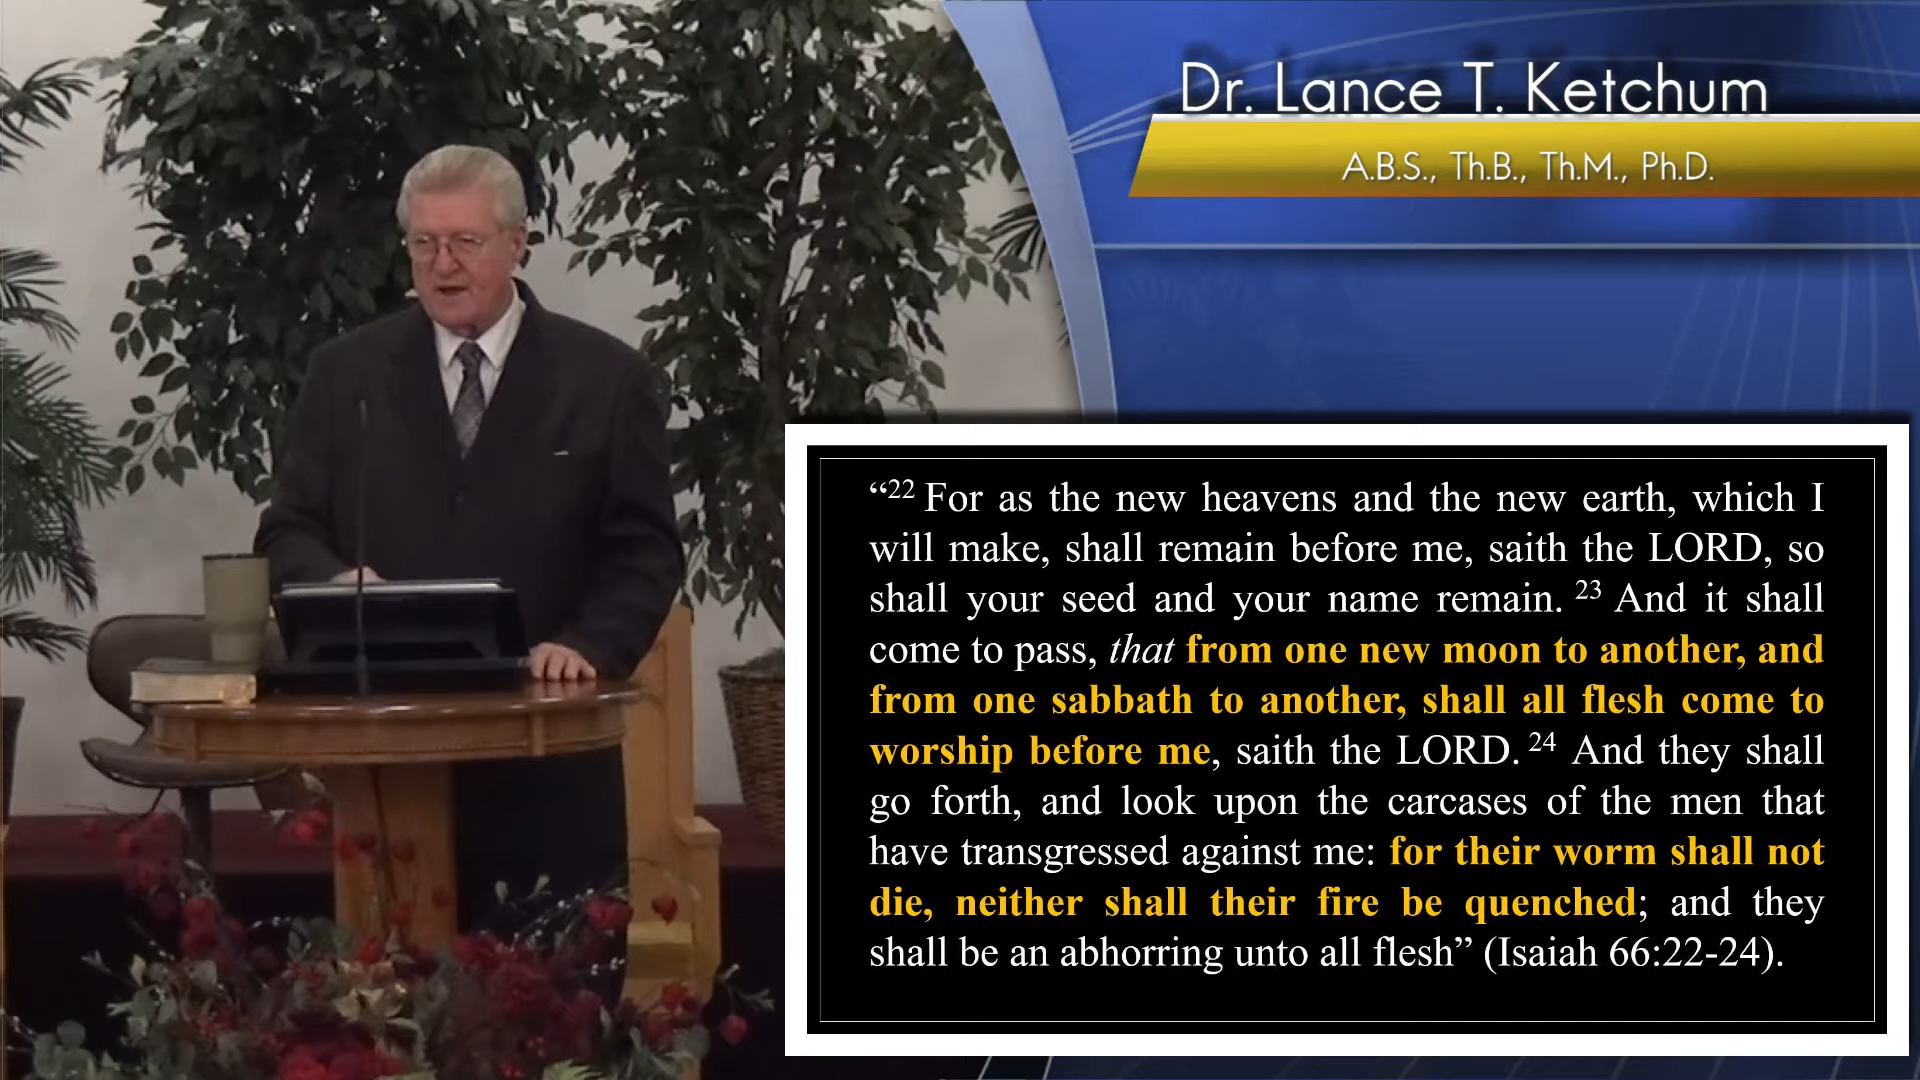 Dr. Lance T. Ketchum
A.B.S., Th.B., Th.M., Ph.D.
“22 For as the new heavens and the new earth, which I
will make, shall remain before me, saith the LORD, so
shall your seed and your name remain. 23 And it shall
come to pass, that from one new moon to another, and
from one sabbath to another, shall all flesh come to
worship before me, saith the LORD. 24 And they shall
go forth, and look upon the carcases of the men that
have transgressed against me: for their worm shall not
die, neither shall their fire be quenched; and they
shall be an abhorring unto all flesh” (Isaiah 66:22-24).